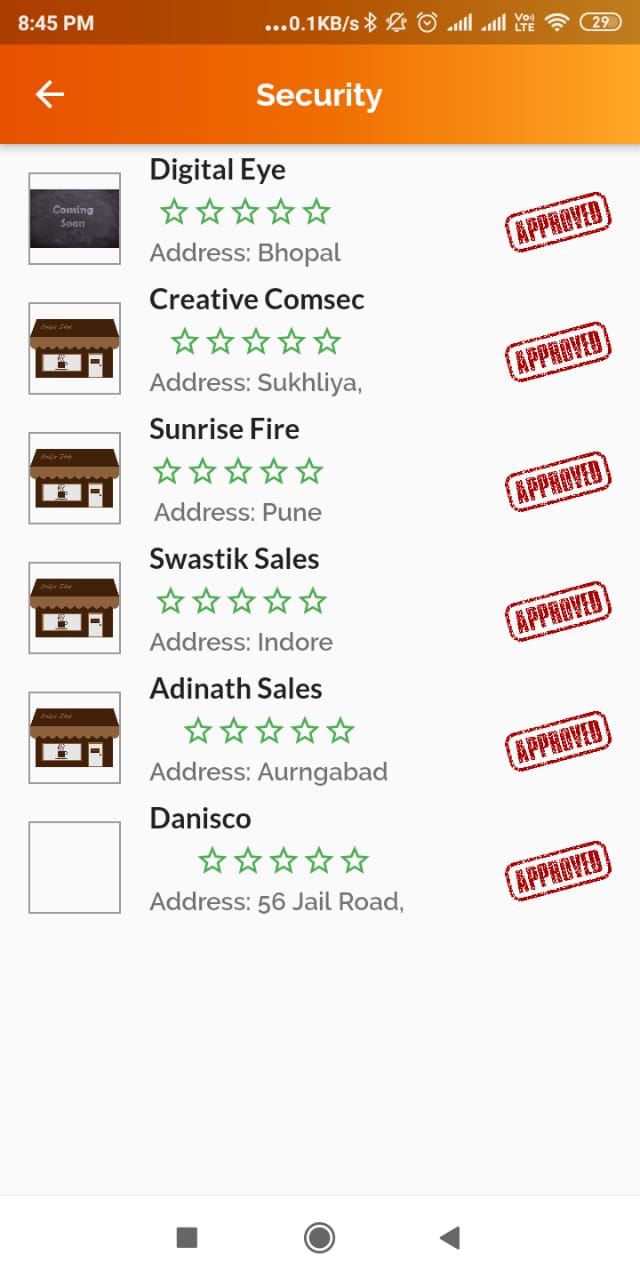 8:45 PM ...0.1KB/s Vo) LTE 29
Security
Digital Eye
Coming
Soon
Address: Bhopal
APPROVED
Creative Comsec
Address: Sukhliya,
APPROVED
Sunrise Fire
Address: Pune
APPROVED
Swastik Sales
Address: Indore
APPROVED
Adinath Sales
Address: Aurngabad
APPROVED
Danisco
Address: 56 Jail Road,
APPROVED